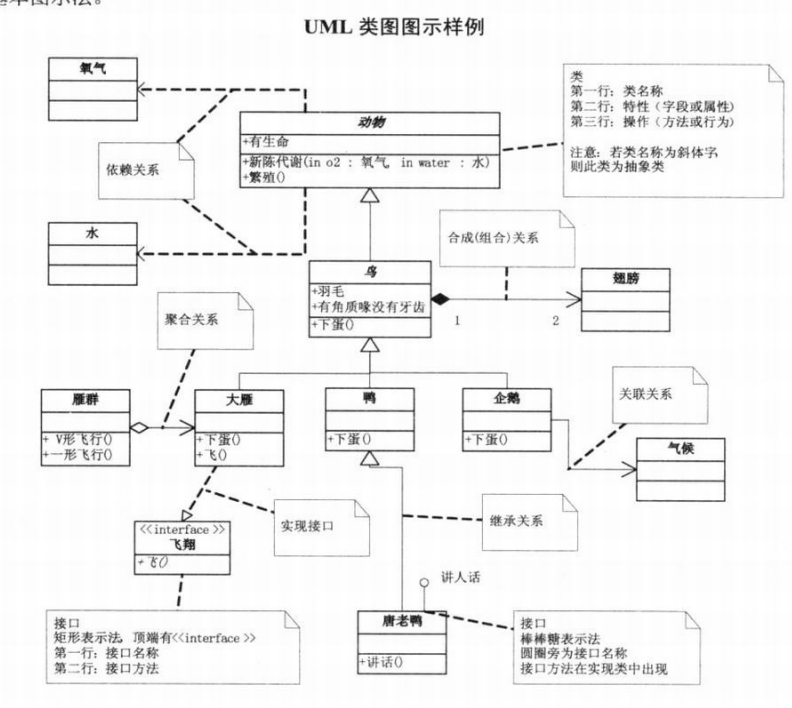 UML 类图图示样例
氧气
动物
+有生命
+新陈代谢(in o2 : 氧气, in water : 水)
+繁殖()
类
第一行: 类名称
第二行: 特性(字段或属性)
第三行: 操作(方法或行为)
注意: 若类名称为斜体字
则此类为抽象类
依赖关系
水
鸟
+羽毛
+有角质喙没有牙齿
+下蛋()
合成(组合)关系
翅膀
1
2
聚合关系
雁群
+ V形飞行()
+一形飞行()
大雁
+下蛋()
+飞()
鸭
+下蛋()
企鹅
+下蛋()
关联关系
气候
<<interface>>
飞翔
+飞()
实现接口
继承关系
讲人话
接口
矩形表示法, 顶端有<<interface>>
第一行: 接口名称
第二行: 接口方法
唐老鸭
+讲话()
接口
棒棒糖表示法
圆圈旁为接口名称
接口方法在实现类中出现